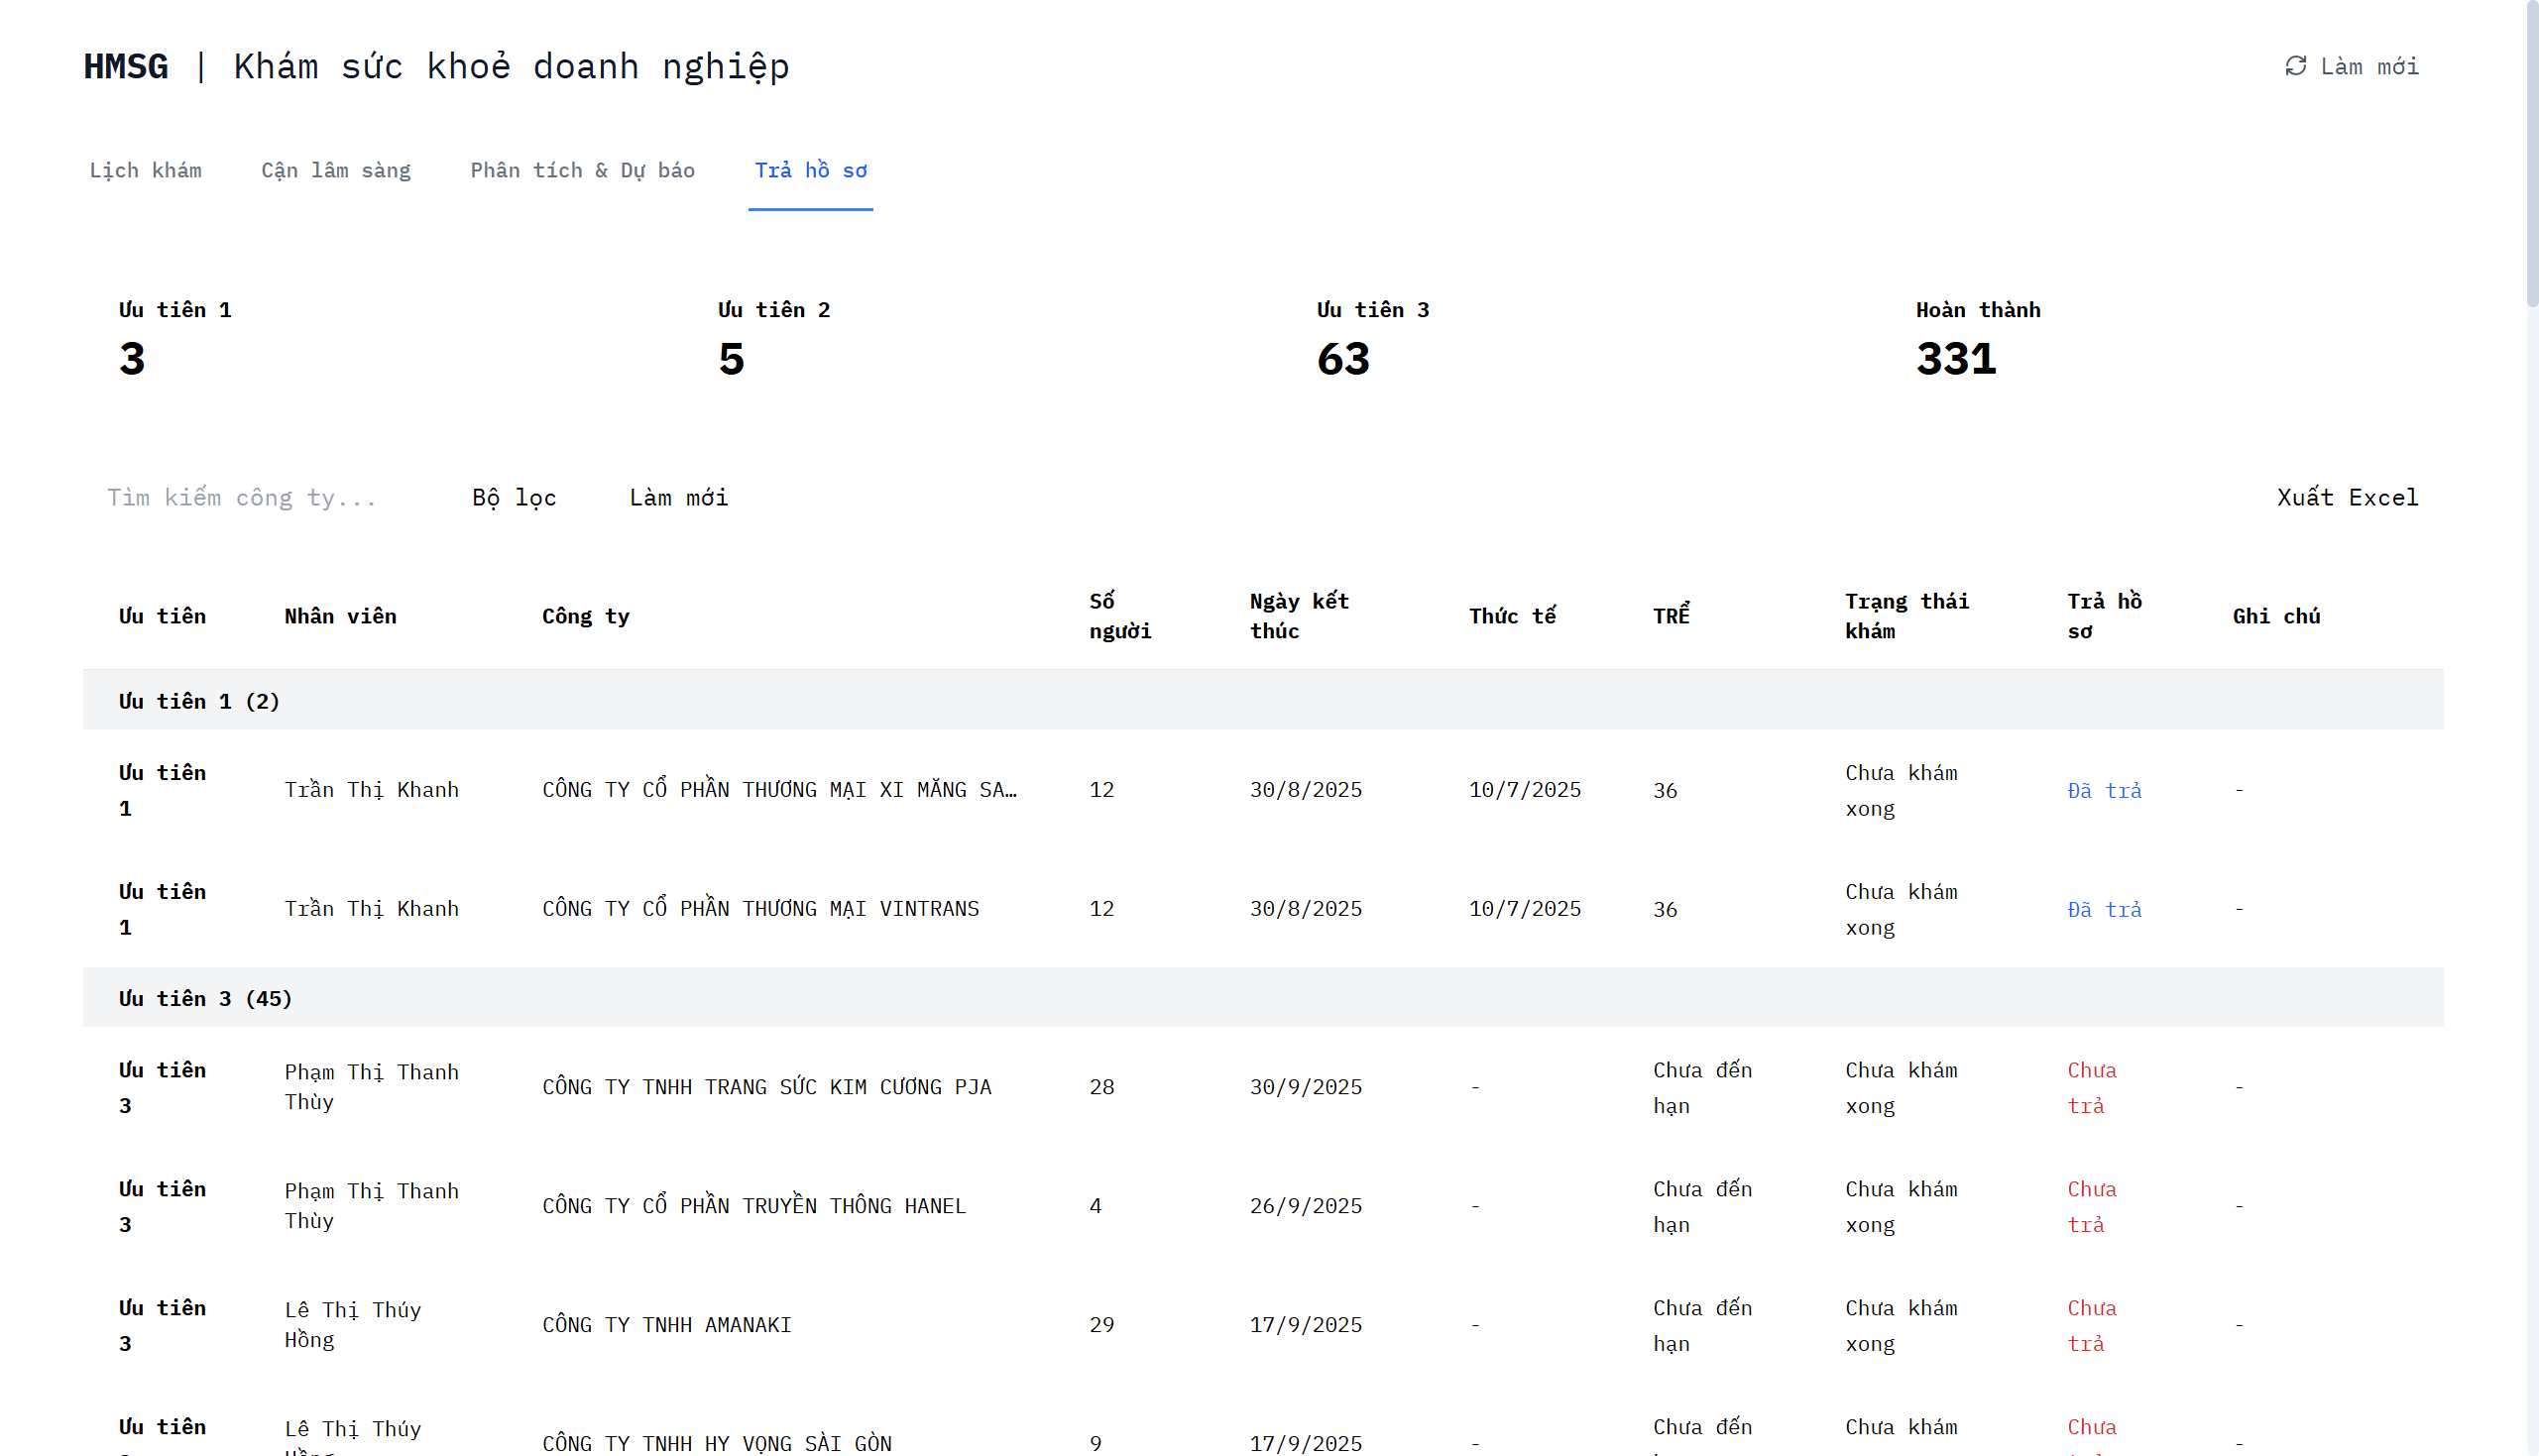 HMSG | Khám sức khoẻ doanh nghiệp
Làm mới
Lịch khám
Cận lâm sàng
Phân tích & Dự báo
Trả hồ sơ
Ưu tiên 1
Ưu tiên 2
Ưu tiên 3
Hoàn thành
3
5
63
331
Tìm kiếm công ty...
Bộ lọc
Làm mới
Xuất Excel
Ưu tiên
Nhân viên
Công ty
Số
người
Ngày kết
thúc
Thức tế
TRỄ
Trạng thái
khám
Trả hồ
sơ
Ghi chú
Ưu tiên 1 (2)
Ưu tiên
1
Trần Thị Khanh
CÔNG TY CỔ PHẦN THƯƠNG MẠI XI MĂNG SA…
12
30/8/2025
10/7/2025
36
Chưa khám
xong
Đã trả
-
Ưu tiên
1
Trần Thị Khanh
CÔNG TY CỔ PHẦN THƯƠNG MẠI VINTRANS
12
30/8/2025
10/7/2025
36
Chưa khám
xong
Đã trả
-
Ưu tiên 3 (45)
Ưu tiên
3
Phạm Thị Thanh
Thùy
CÔNG TY TNHH TRANG SỨC KIM CƯƠNG PJA
28
30/9/2025
-
Chưa đến
hạn
Chưa khám
xong
Chưa
trả
-
Ưu tiên
3
Phạm Thị Thanh
Thùy
CÔNG TY CỔ PHẦN TRUYỀN THÔNG HANEL
4
26/9/2025
-
Chưa đến
hạn
Chưa khám
xong
Chưa
trả
-
Ưu tiên
3
Lê Thị Thúy
Hồng
CÔNG TY TNHH AMANAKI
29
17/9/2025
-
Chưa đến
hạn
Chưa khám
xong
Chưa
trả
-
Ưu tiên
Lê Thị Thúy
Hồng
CÔNG TY TNHH HY VỌNG SÀI GÒN
9
17/9/2025
-
Chưa đến
Chưa khám
Chưa
-